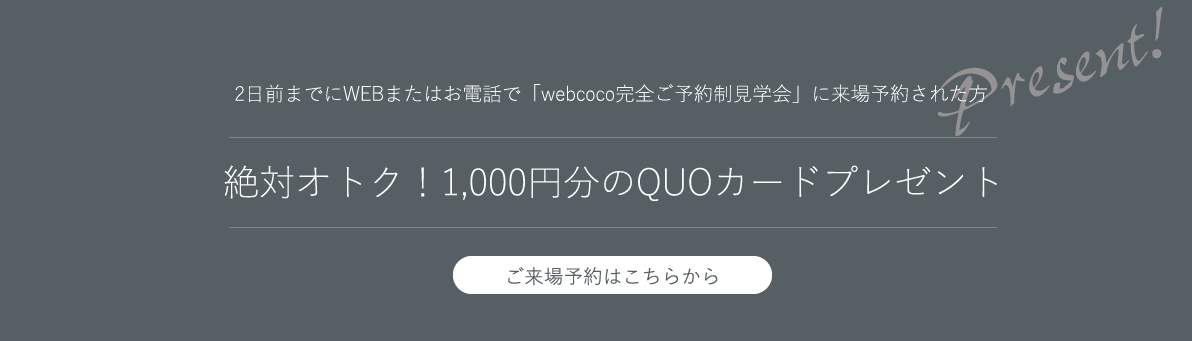 Present!
2日前までにWEBまたはお電話で「webcoco完全ご予約制見学会」に来場予約された方
絶対オトク！1,000円分のQUOカードプレゼント
ご来場予約はこちらから